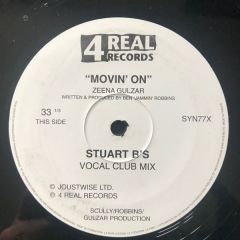 4 REAL
RECORDS
"MOVIN' ON"
ZEENA GULZAR
WRITTEN & PRODUCED BY BEN 'JAMMIN' ROBBINS
33 1/3
THIS SIDE
SYN77X
STUART B'S
VOCAL CLUB MIX
© JOUSTWISE LTD.
℗ 4 REAL RECORDS
SCULLY/ROBBINS/
GULZAR PRODUCTION